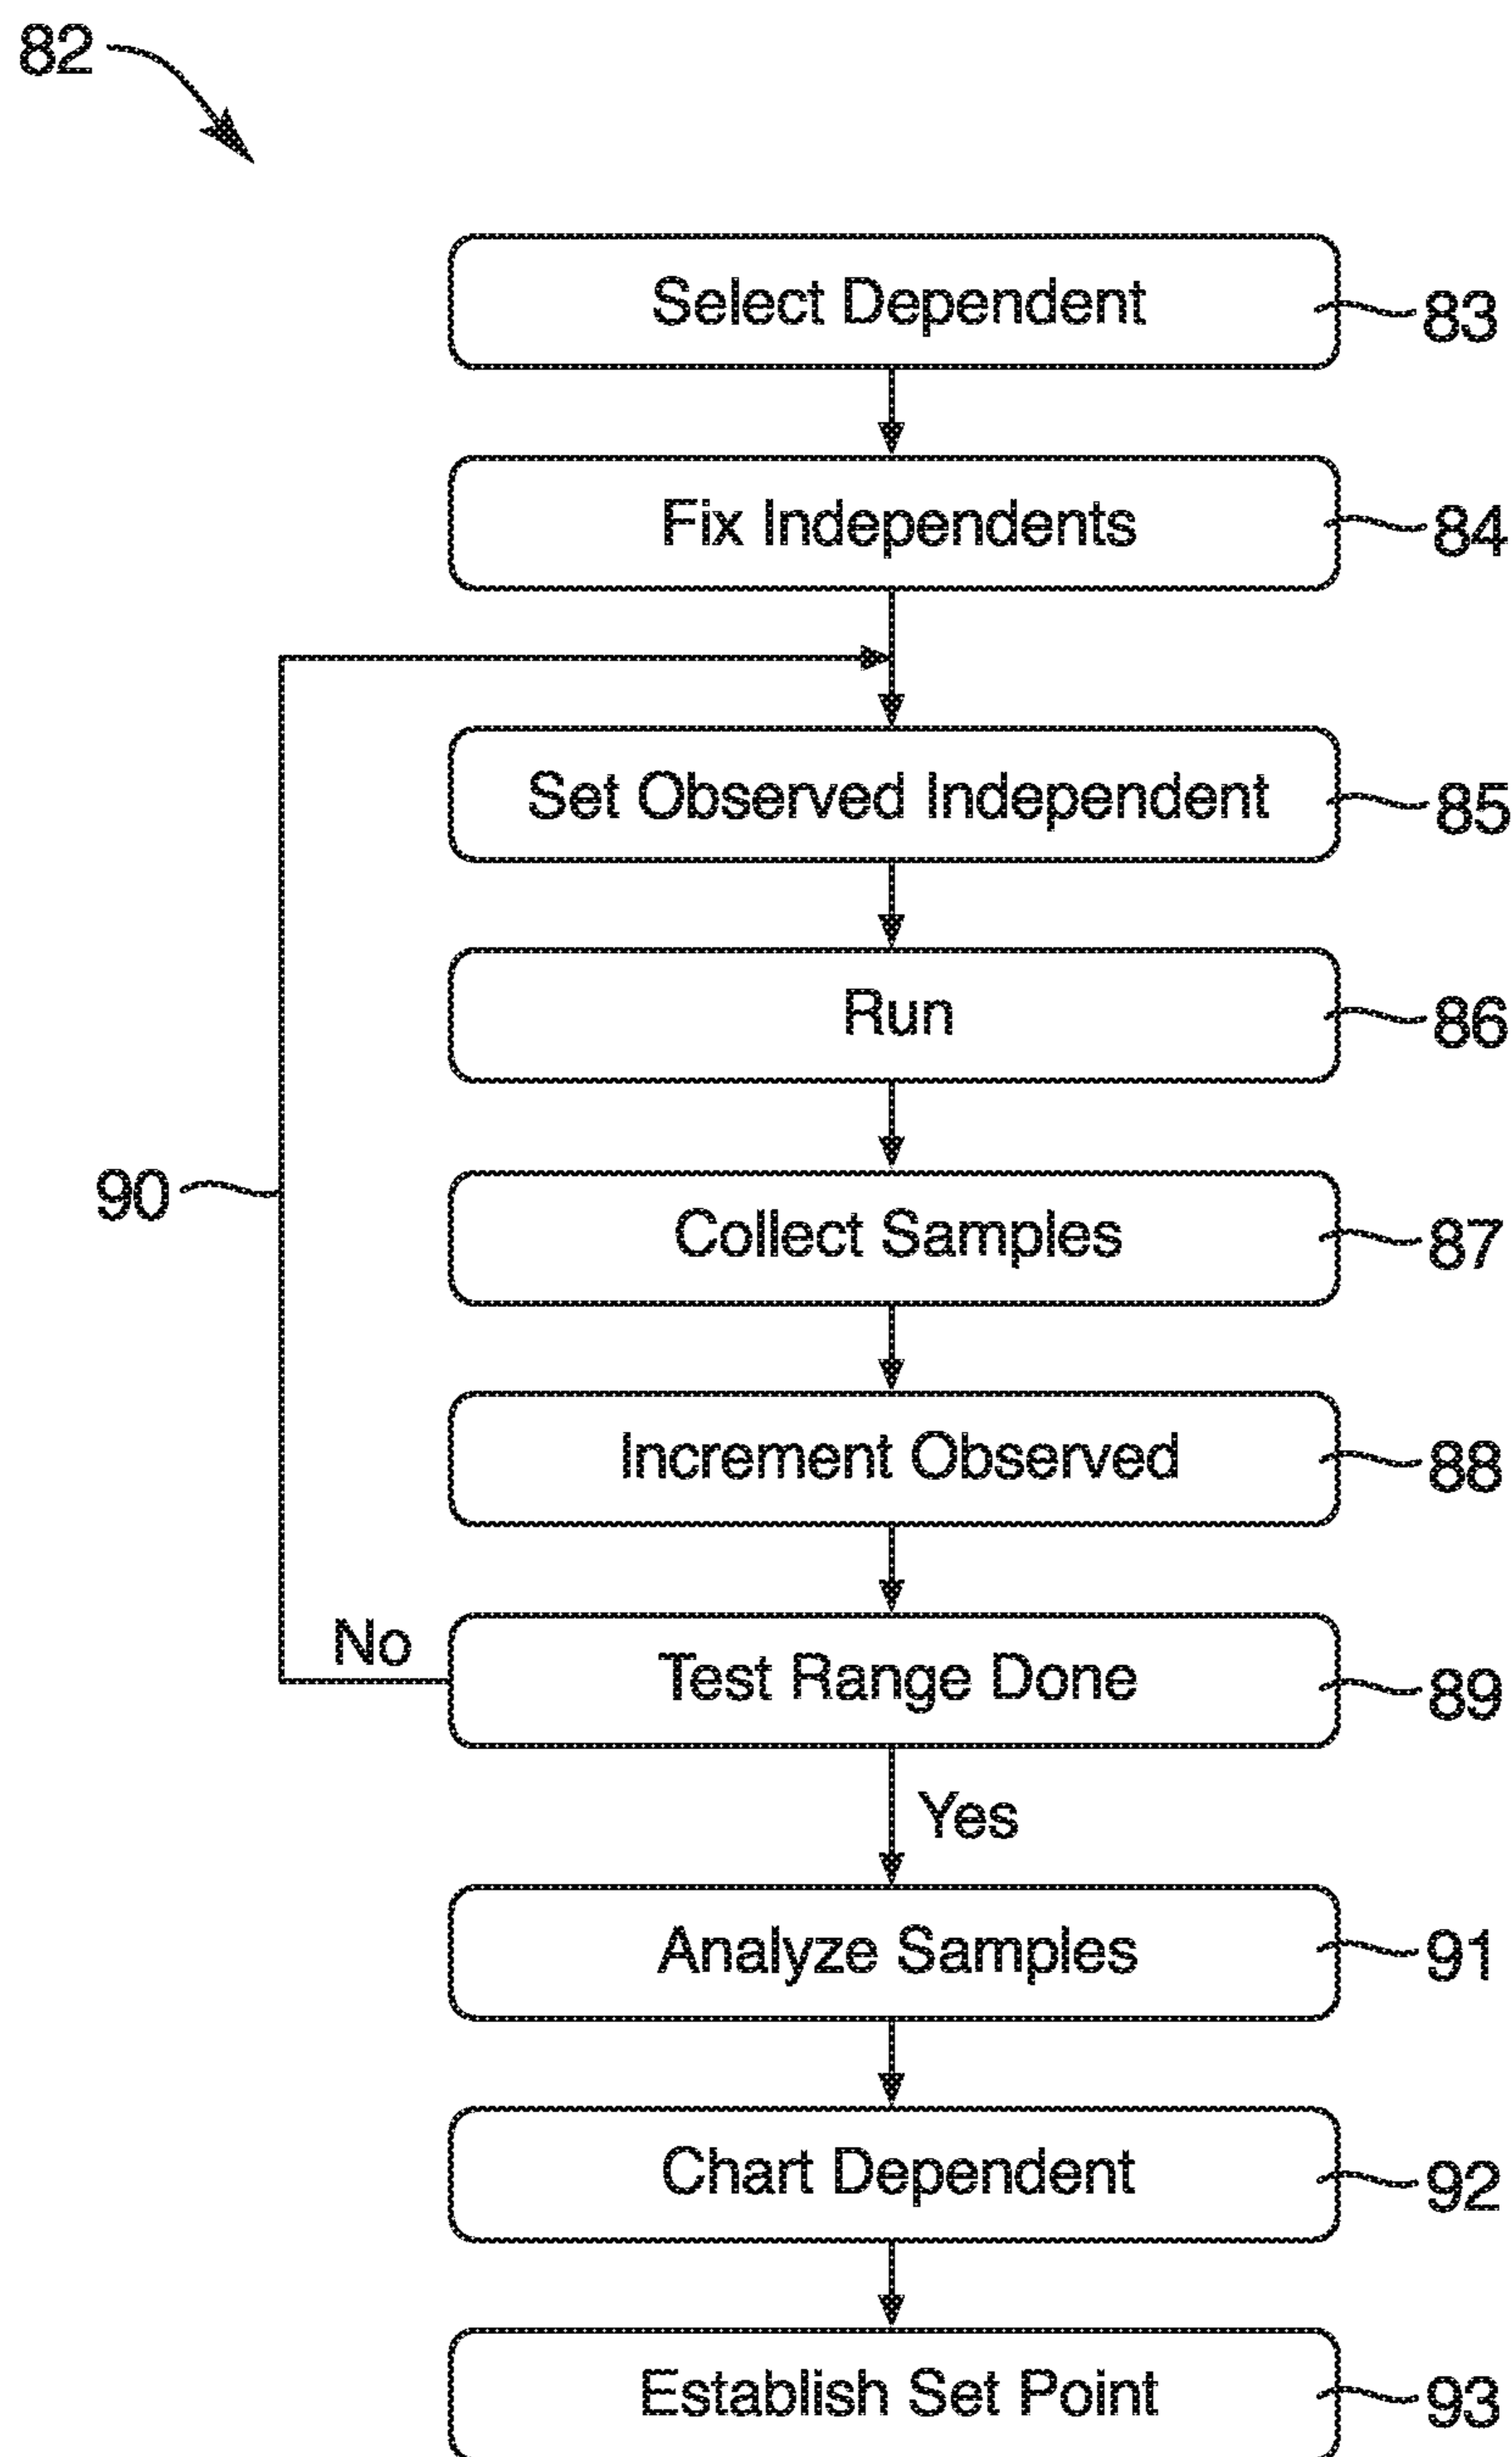 82
Select Dependent 83
Fix Independents 84
Set Observed Independent 85
Run 86
90
Collect Samples 87
Increment Observed 88
No
Test Range Done 89
Yes
Analyze Samples 91
Chart Dependent 92
Establish Set Point 93